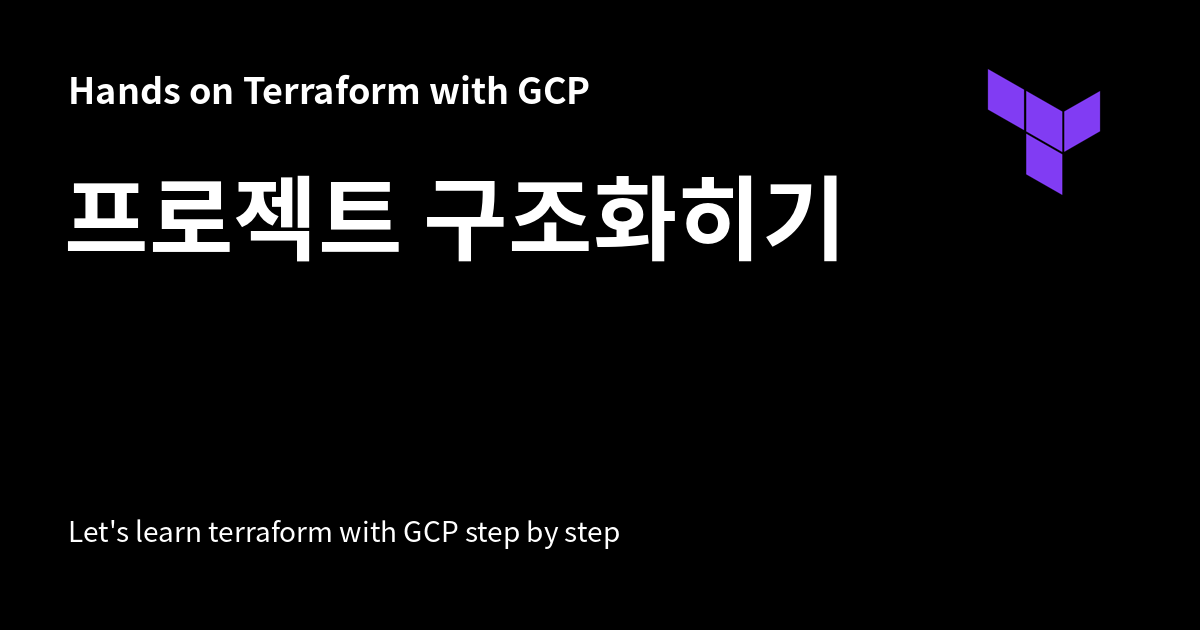 Hands on Terraform with GCP
프로젝트 구조화히기
Let's learn terraform with GCP step by step